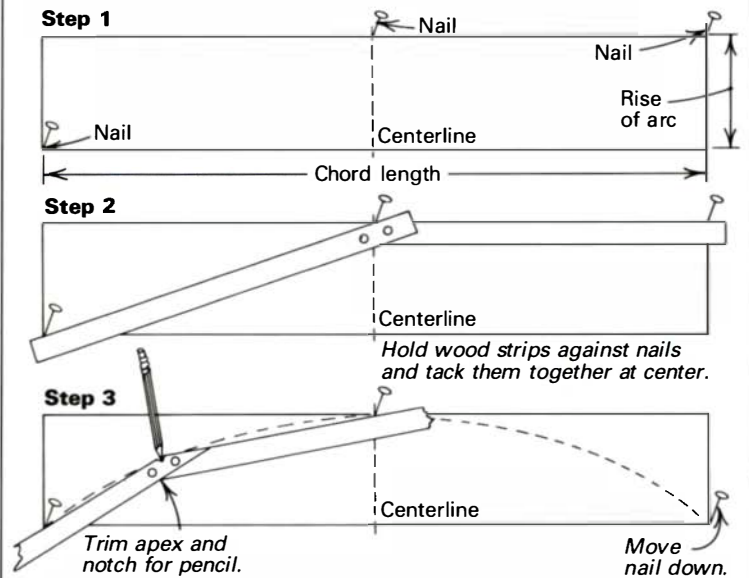 Step 1
Nail
Nail
Rise
of arc
Nail
Centerline
Chord length
Step 2
Centerline
Hold wood strips against nails
and tack them together at center.
Step 3
Centerline
Trim apex and
notch for pencil.
Move
nail down.